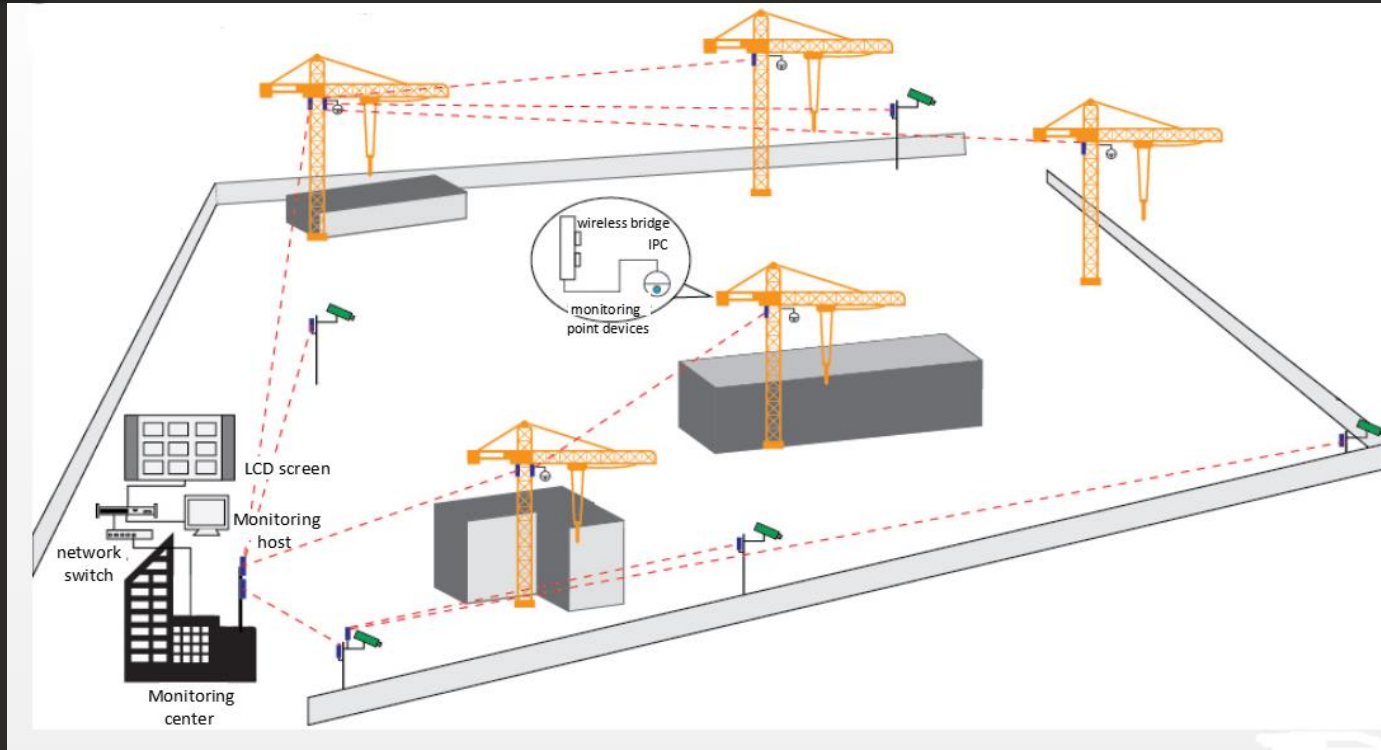 wireless bridge
IPC
monitoring
point devices
LCD screen
Monitoring
host
network
switch
Monitoring
center